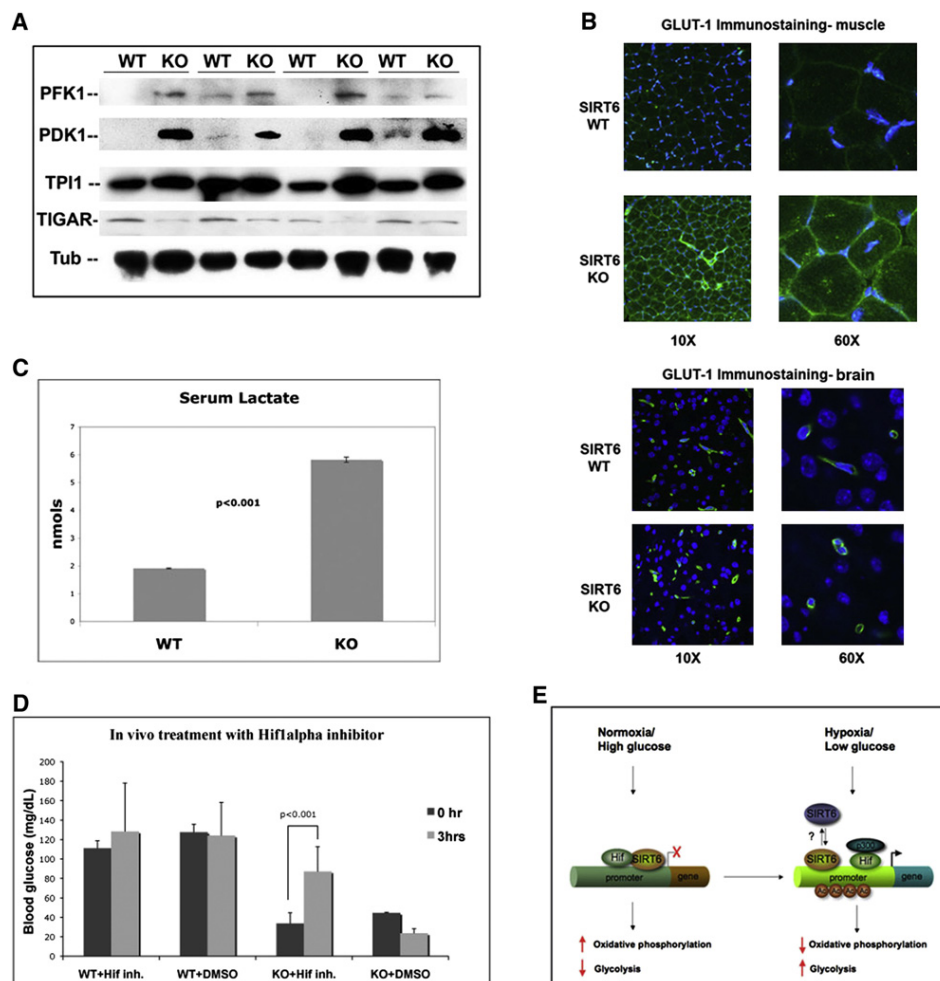 A
WT KO WT KO WT KO WT KO
PFK1--
PDK1--
TPI1 --
TIGAR-
Tub --
B
GLUT-1 Immunostaining- muscle
SIRT6
WT
SIRT6
KO
10X 60X
GLUT-1 Immunostaining- brain
SIRT6
WT
SIRT6
KO
10X 60X
C
Serum Lactate
7
6
5
4
3
2
1
0
nmols
p<0.001
WT KO
D
In vivo treatment with Hif1alpha inhibitor
200
180
160
140
120
100
80
60
40
20
0
Blood glucose (mg/dL)
p<0.001
0 hr
3hrs
WT+Hif inh. WT+DMSO KO+Hif inh. KO+DMSO
E
Normoxia/
High glucose
Hif SIRT6 X
promoter gene
Oxidative phosphorylation
Glycolysis
Hypoxia/
Low glucose
SIRT6
?
SIRT6 p300 Hif
promoter gene
Ac Ac Ac Ac
Oxidative phosphorylation
Glycolysis